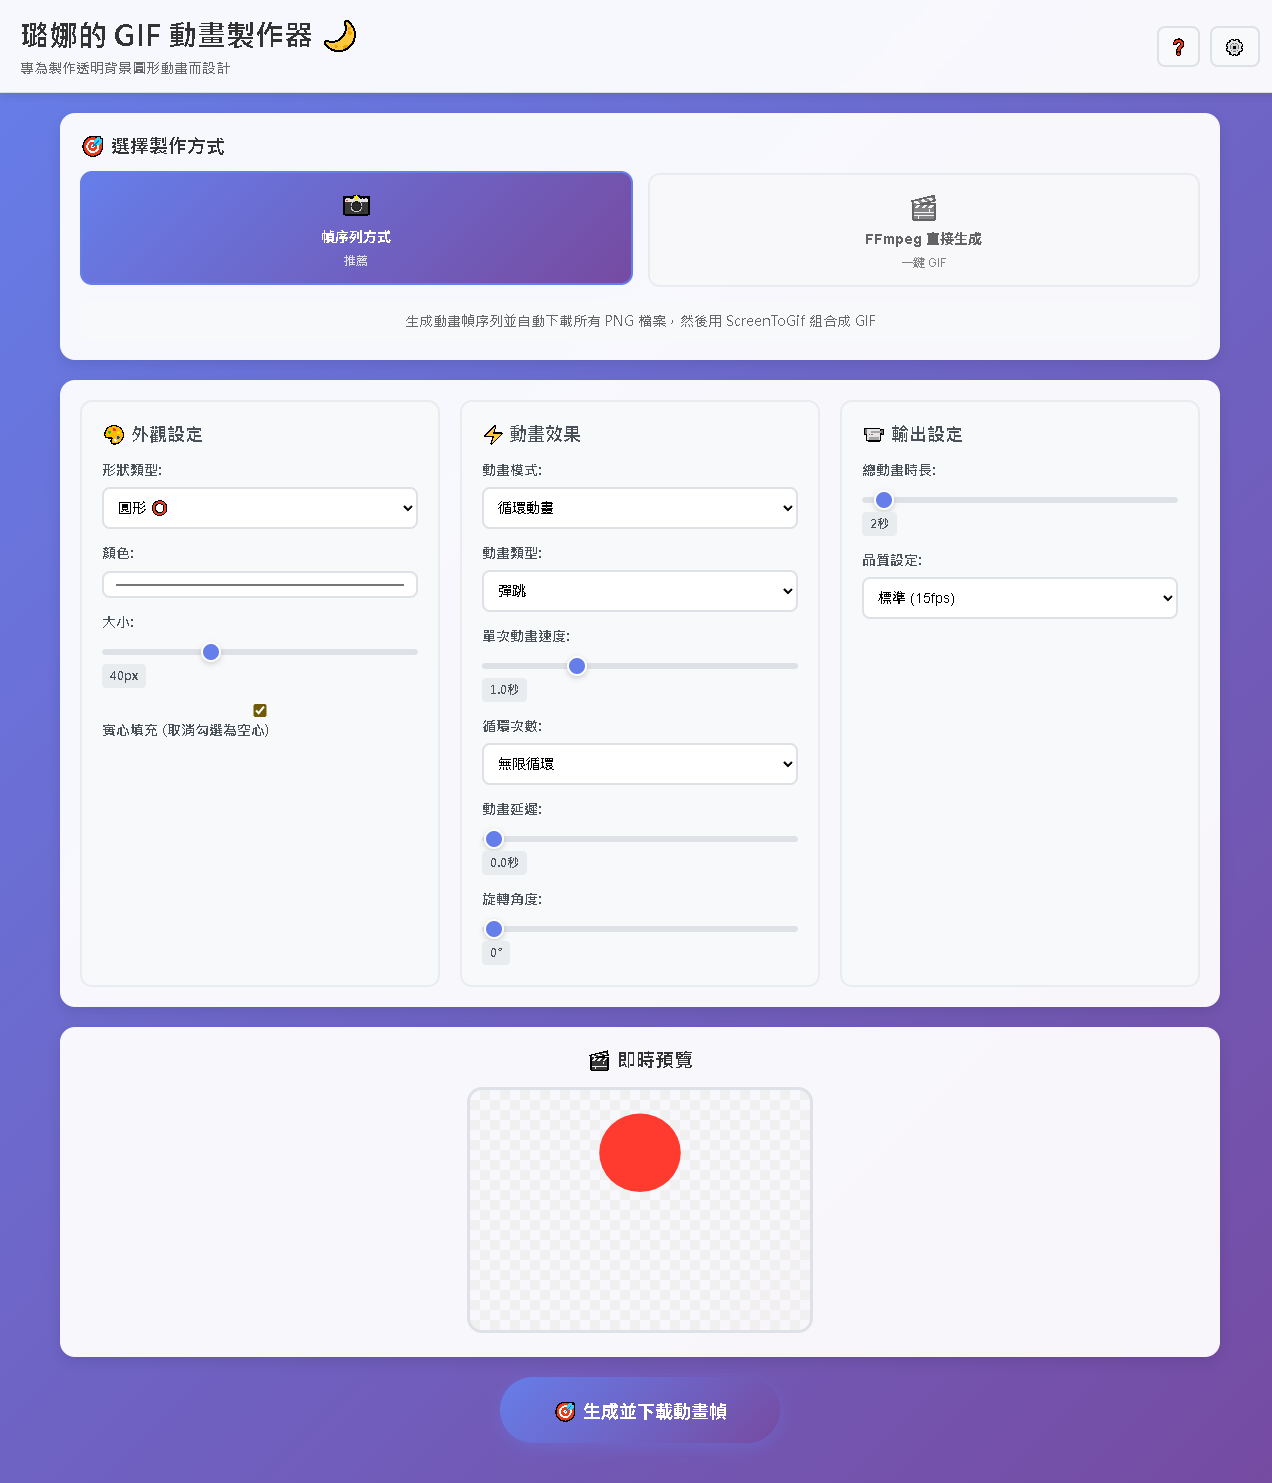 璐娜的 GIF 動畫製作器 🌙
專為製作透明背景圓形動畫而設計
❓
⚙
🎯 選擇製作方式
📷
幀序列方式
推薦
🎬
FFmpeg 直接生成
一鍵 GIF
生成動畫幀序列並自動下載所有 PNG 檔案，然後用 ScreenToGif 組合成 GIF
🎨 外觀設定
形狀類型:
圓形 ⭕
顏色:
大小:
40px
實心填充 (取消勾選為空心)
⚡ 動畫效果
動畫模式:
循環動畫
動畫類型:
彈跳
單次動畫速度:
1.0秒
循環次數:
無限循環
動畫延遲:
0.0秒
旋轉角度:
0°
輸出設定
總動畫時長:
2秒
品質設定:
標準 (15fps)
🎬 即時預覽
🎯 生成並下載動畫幀